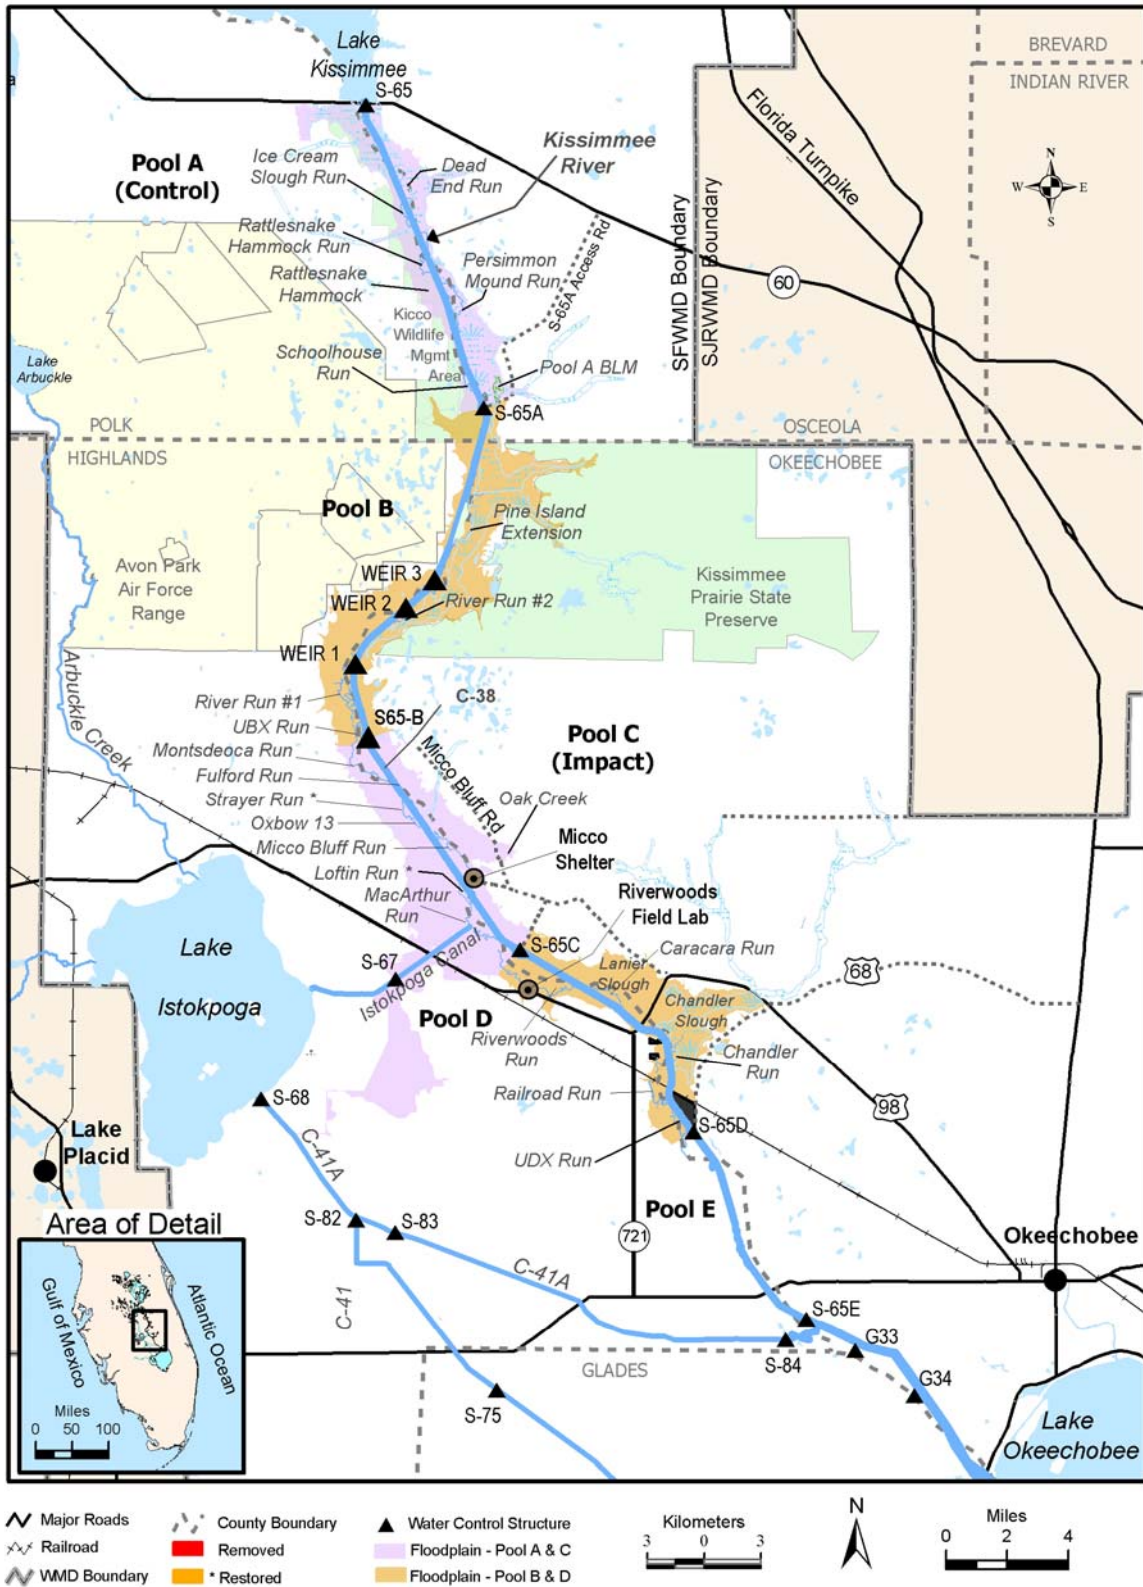 Lake
Kissimmee
S-65
BREVARD
INDIAN RIVER
a
Pool A
(Control)
Ice Cream
Slough Run
Dead
End Run
Kissimmee
River
Florida Turnpike
N
W
E
S
Rattlesnake
Hammock Run
Rattlesnake
Hammock
Persimmon
Mound Run
S-65A Access Rd
SFWMD Boundary
SJRWMD Boundary
60
Kicco
Wildlife
Mgmt
Area
Schoolhouse
Run
Pool A BLM
Lake
Arbuckle
S-65A
POLK
HIGHLANDS
OSCEOLA
OKEECHOBEE
Pool B
Pine Island
Extension
Avon Park
Air Force
Range
WEIR 3
WEIR 2
River Run #2
Kissimmee
Prairie State
Preserve
WEIR 1
Arbuckle Creek
River Run #1
C-38
UBX Run
S65-B
Montsdeoca Run
Fulford Run
Strayer Run *
Oxbow 13
Micco Bluff Run
Loftin Run *
MacArthur
Run
Micco Bluff Rd
Pool C
(Impact)
Oak Creek
Micco
Shelter
Riverwoods
Field Lab
Lake
Istokpoga
S-67
Istokpoga Canal
S-65C
Lanier
Slough
Caracara Run
68
Pool D
Riverwoods
Run
Chandler
Slough
Chandler
Run
Railroad Run
98
S-68
S-65D
UDX Run
Lake
Placid
C-41A
Pool E
S-82
S-83
721
Okeechobee
C-41
C-41A
S-65E
G33
S-84
GLADES
G34
S-75
Lake
Okeechobee
Area of Detail
Gulf of Mexico
Atlantic Ocean
Miles
0 50 100
Major Roads
Railroad
WMD Boundary
County Boundary
Removed
* Restored
Water Control Structure
Floodplain - Pool A & C
Floodplain - Pool B & D
Kilometers
3 0 3
N
Miles
0 2 4